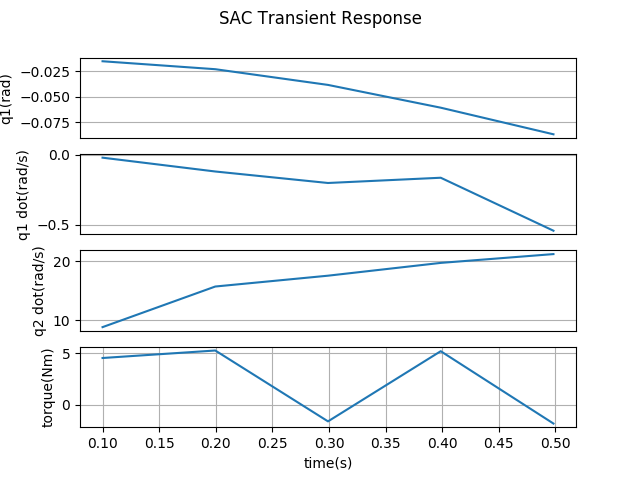 SAC Transient Response
−0.025
−0.050
−0.075
q1(rad)
0.0
−0.5
q1 dot(rad/s)
20
10
q2 dot(rad/s)
5
0
torque(Nm)
0.10 0.15 0.20 0.25 0.30 0.35 0.40 0.45 0.50
time(s)